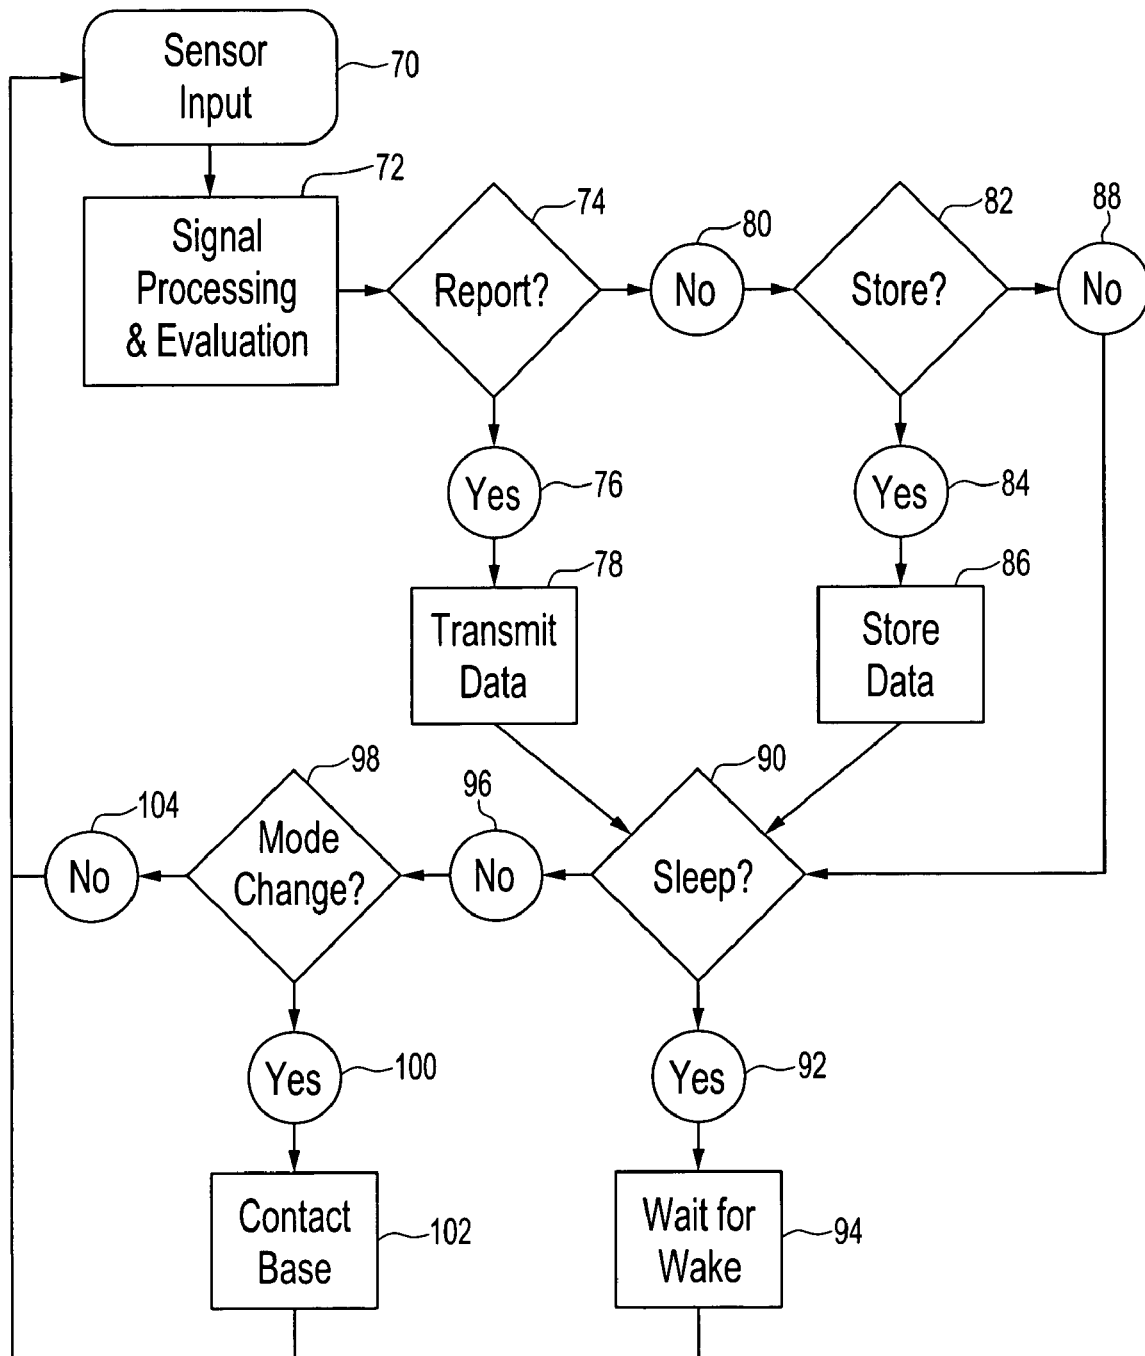 Sensor
Input
70
72
Signal
Processing
& Evaluation
74
Report?
80
No
82
Store?
88
No
Yes
76
Yes
84
78
Transmit
Data
86
Store
Data
98
Mode
Change?
96
No
90
Sleep?
104
No
Yes
100
Yes
92
Contact
Base
102
Wait for
Wake
94